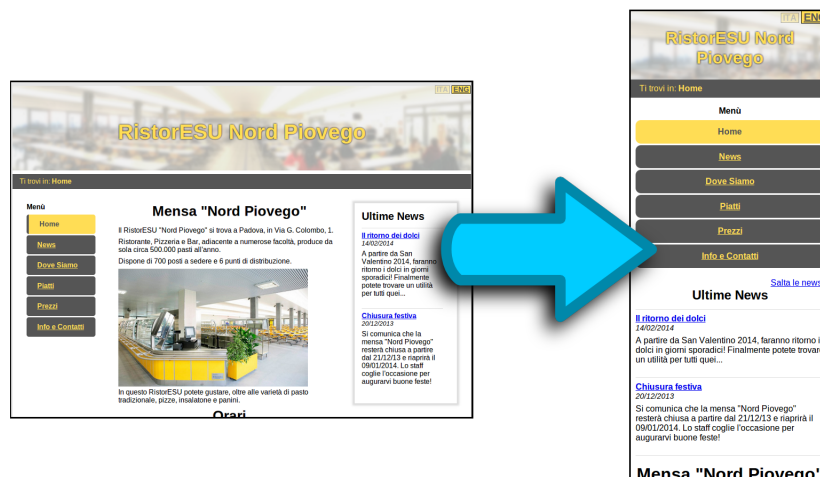 ITA ENG
RistorESU Nord Piovego
Ti trovi in: Home
Menù
Home
News
Dove Siamo
Piatti
Prezzi
Info e Contatti
Mensa "Nord Piovego"
Il RistorESU "Nord Piovego" si trova a Padova, in Via G. Colombo, 1.
Ristorante, Pizzeria e Bar, adiacente a numerose facoltà, produce da
sola circa 500.000 pasti all'anno.
Dispone di 700 posti a sedere e 6 punti di distribuzione.
In questo RistorESU potete gustare, oltre alle varietà di pasto
tradizionale, pizze, insalatone e panini.
Orari
Ultime News
Il ritorno dei dolci
14/02/2014
A partire da San
Valentino 2014, faranno
ritorno i dolci in giorni
sporadici! Finalmente
potete trovare un utilità
per tutti quei...
Chiusura festiva
20/12/2013
Si comunica che la
mensa "Nord Piovego"
resterà chiusa a partire
dal 21/12/13 e riaprirà il
09/01/2014. Lo staff
coglie l'occasione per
augurarvi buone feste!
ITA ENG
RistorESU Nord
Piovego
Ti trovi in: Home
Menù
Home
News
Dove Siamo
Piatti
Prezzi
Info e Contatti
Salta le news
Ultime News
Il ritorno dei dolci
14/02/2014
A partire da San Valentino 2014, faranno ritorno i
dolci in giorni sporadici! Finalmente potete trovare
un utilità per tutti quei...
Chiusura festiva
20/12/2013
Si comunica che la mensa "Nord Piovego"
resterà chiusa a partire dal 21/12/13 e riaprirà il
09/01/2014. Lo staff coglie l'occasione per
augurarvi buone feste!
Mensa "Nord Piovego"